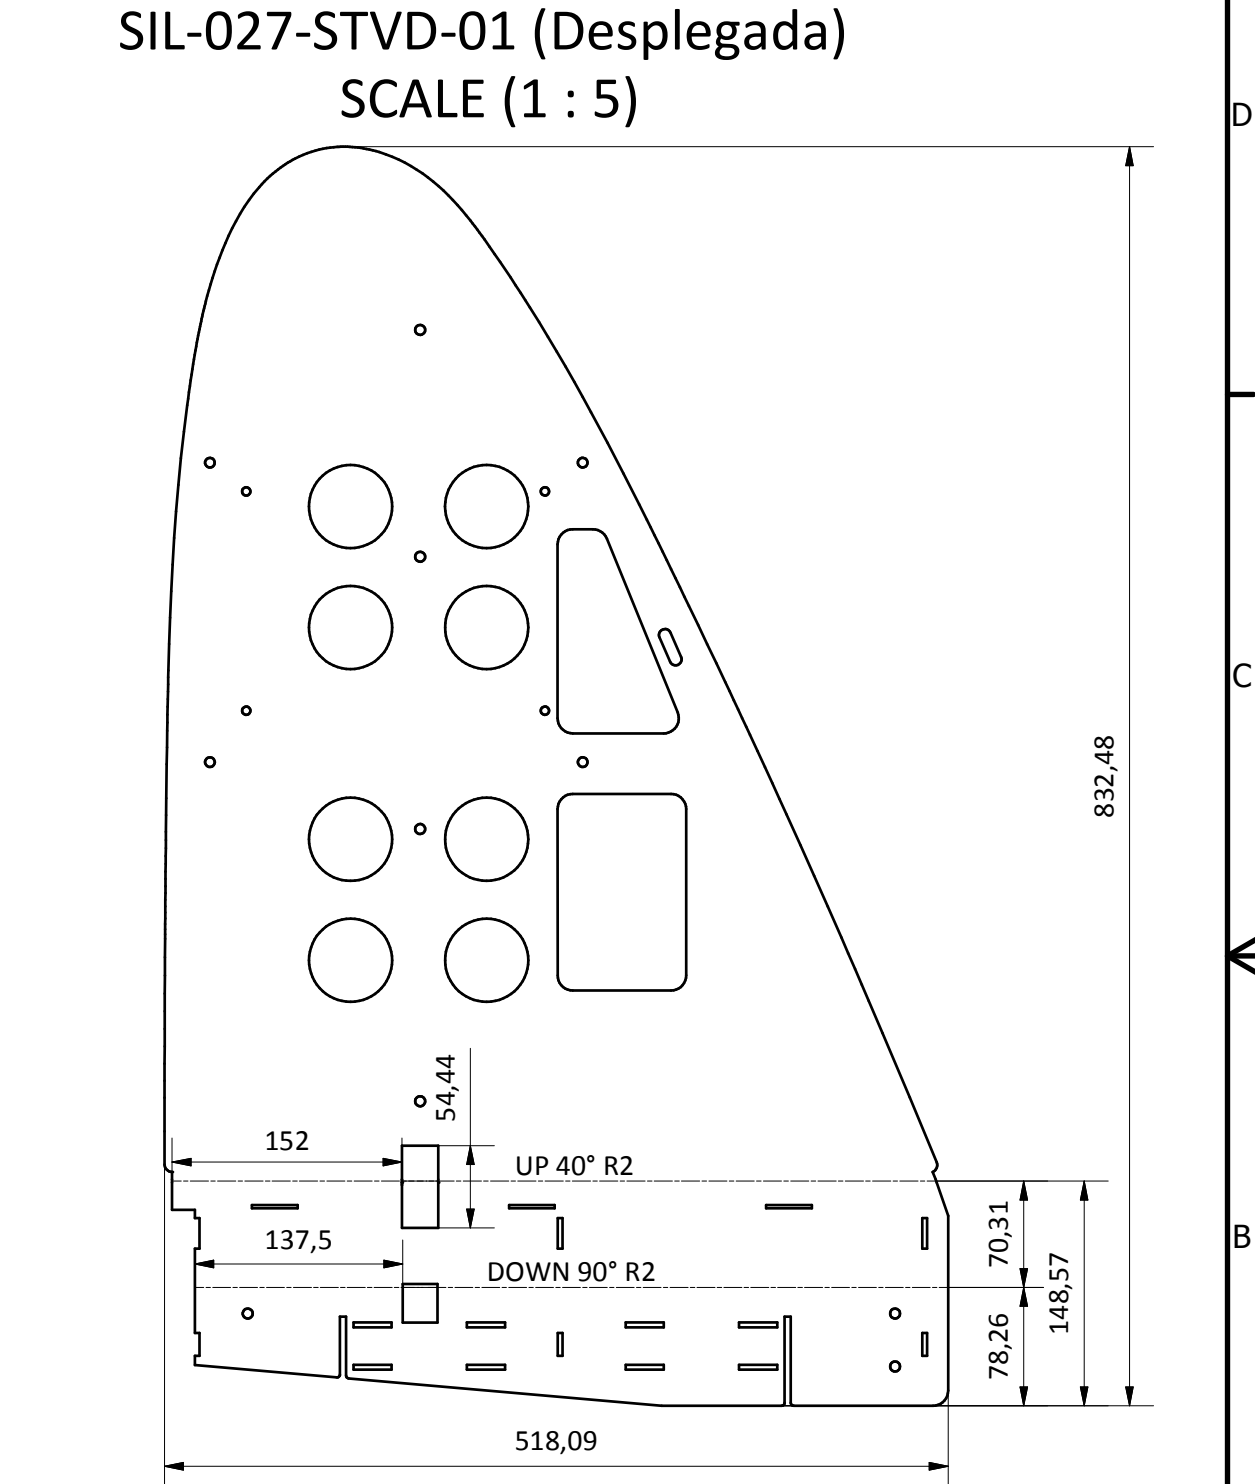 SIL-027-STVD-01 (Desplegada)
SCALE (1 : 5)
D
C
832,48
54,44
152
UP 40° R2
70,31
B
137,5
DOWN 90° R2
148,57
78,26
518,09